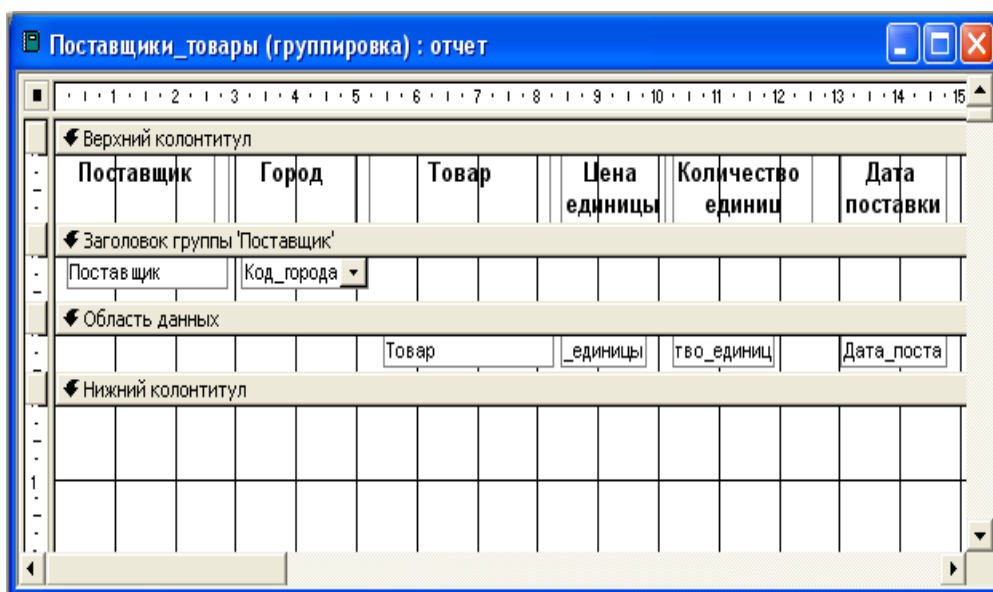 Поставщики_товары (группировка) : отчет
1 2 3 4 5 6 7 8 9 10 11 12 13 14 15
Верхний колонтитул
Поставщик Город Товар Цена единицы Количество единиц Дата поставки
Заголовок группы 'Поставщик'
Поставщик Код_города
Область данных
Товар _единицы тво_единиц Дата_поста
Нижний колонтитул
1